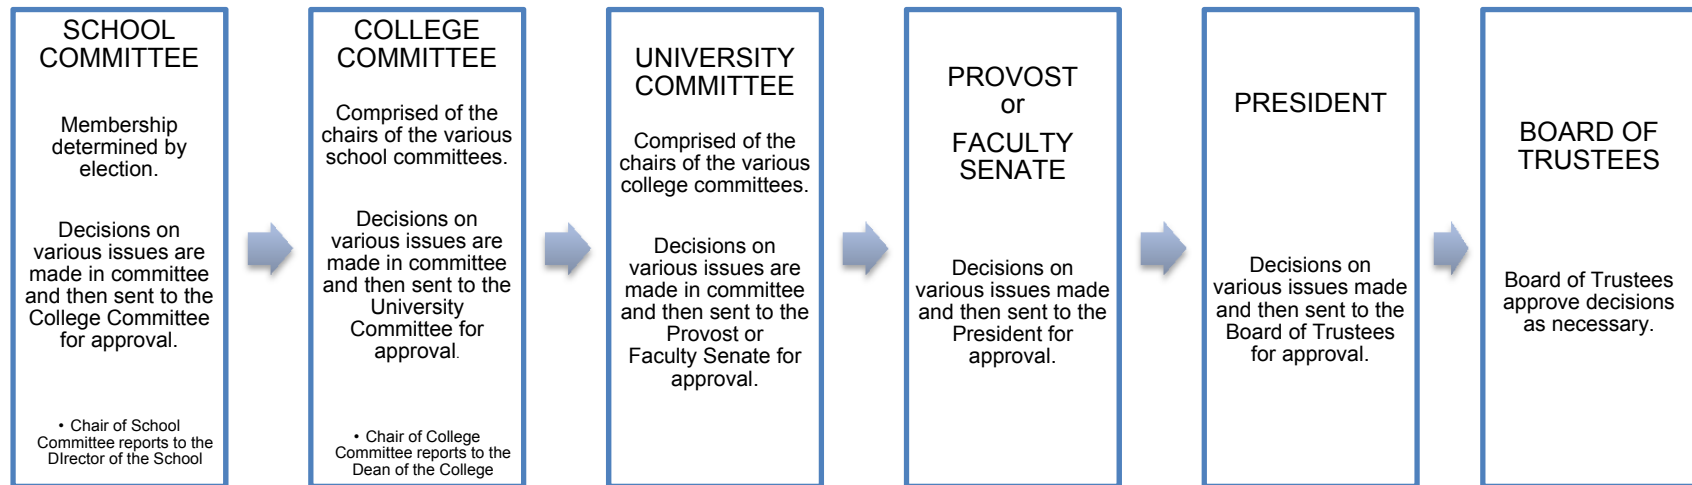 SCHOOL
COMMITTEE
Membership
determined by
election.
Decisions on
various issues are
made in committee
and then sent to the
College Committee
for approval.
• Chair of School
Committee reports to the
DIrector of the School
COLLEGE
COMMITTEE
Comprised of the
chairs of the various
school committees.
Decisions on
various issues are
made in committee
and then sent to the
University
Committee for
approval.
• Chair of College
Committee reports to the
Dean of the College
UNIVERSITY
COMMITTEE
Comprised of the
chairs of the various
college committees.
Decisions on
various issues are
made in committee
and then sent to the
Provost or
Faculty Senate for
approval.
PROVOST
or
FACULTY
SENATE
Decisions on
various issues made
and then sent to the
President for
approval.
PRESIDENT
Decisions on
various issues made
and then sent to the
Board of Trustees
for approval.
BOARD OF
TRUSTEES
Board of Trustees
approve decisions
as necessary.